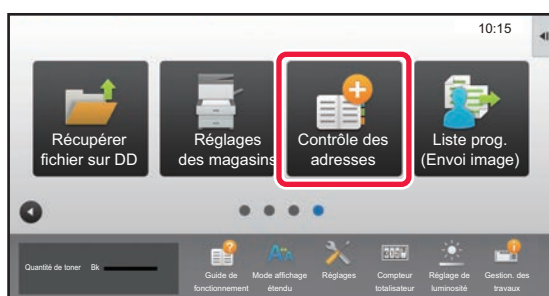 10:15
Récupérer
fichier sur DD
Réglages
des magasins
Contrôle des
adresses
Liste prog.
(Envoi image)
Quantité de toner Bk
Guide de
fonctionnement
Mode affichage
étendu
Réglages
Compteur
totalisateur
Réglage de
luminosité
Gestion. des
travaux